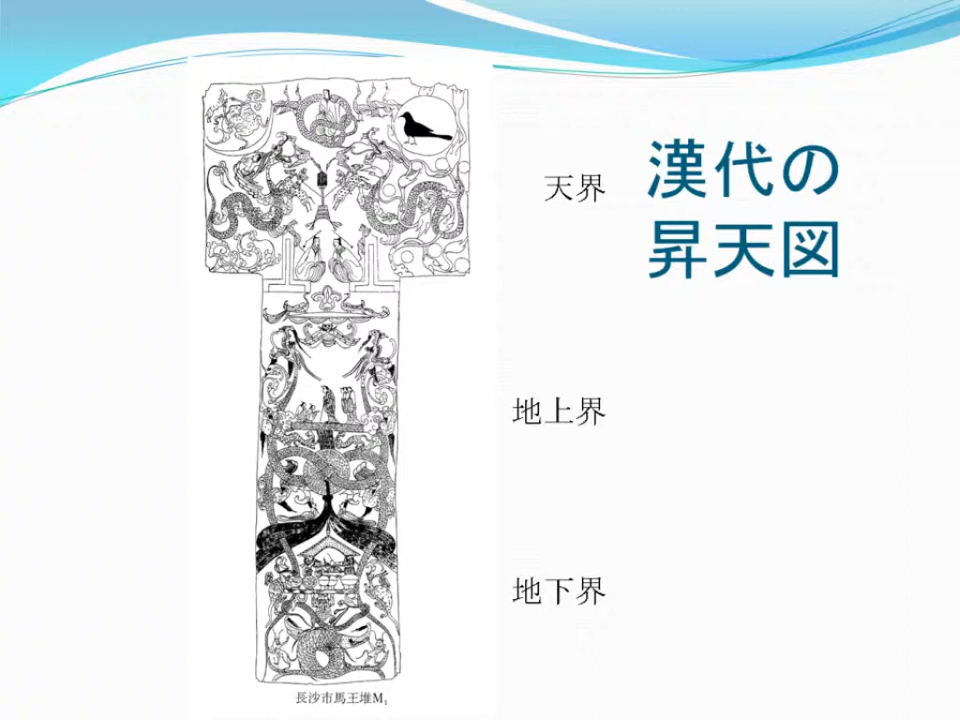 漢代の
昇天図
天界
地上界
地下界
長沙市馬王堆M₁